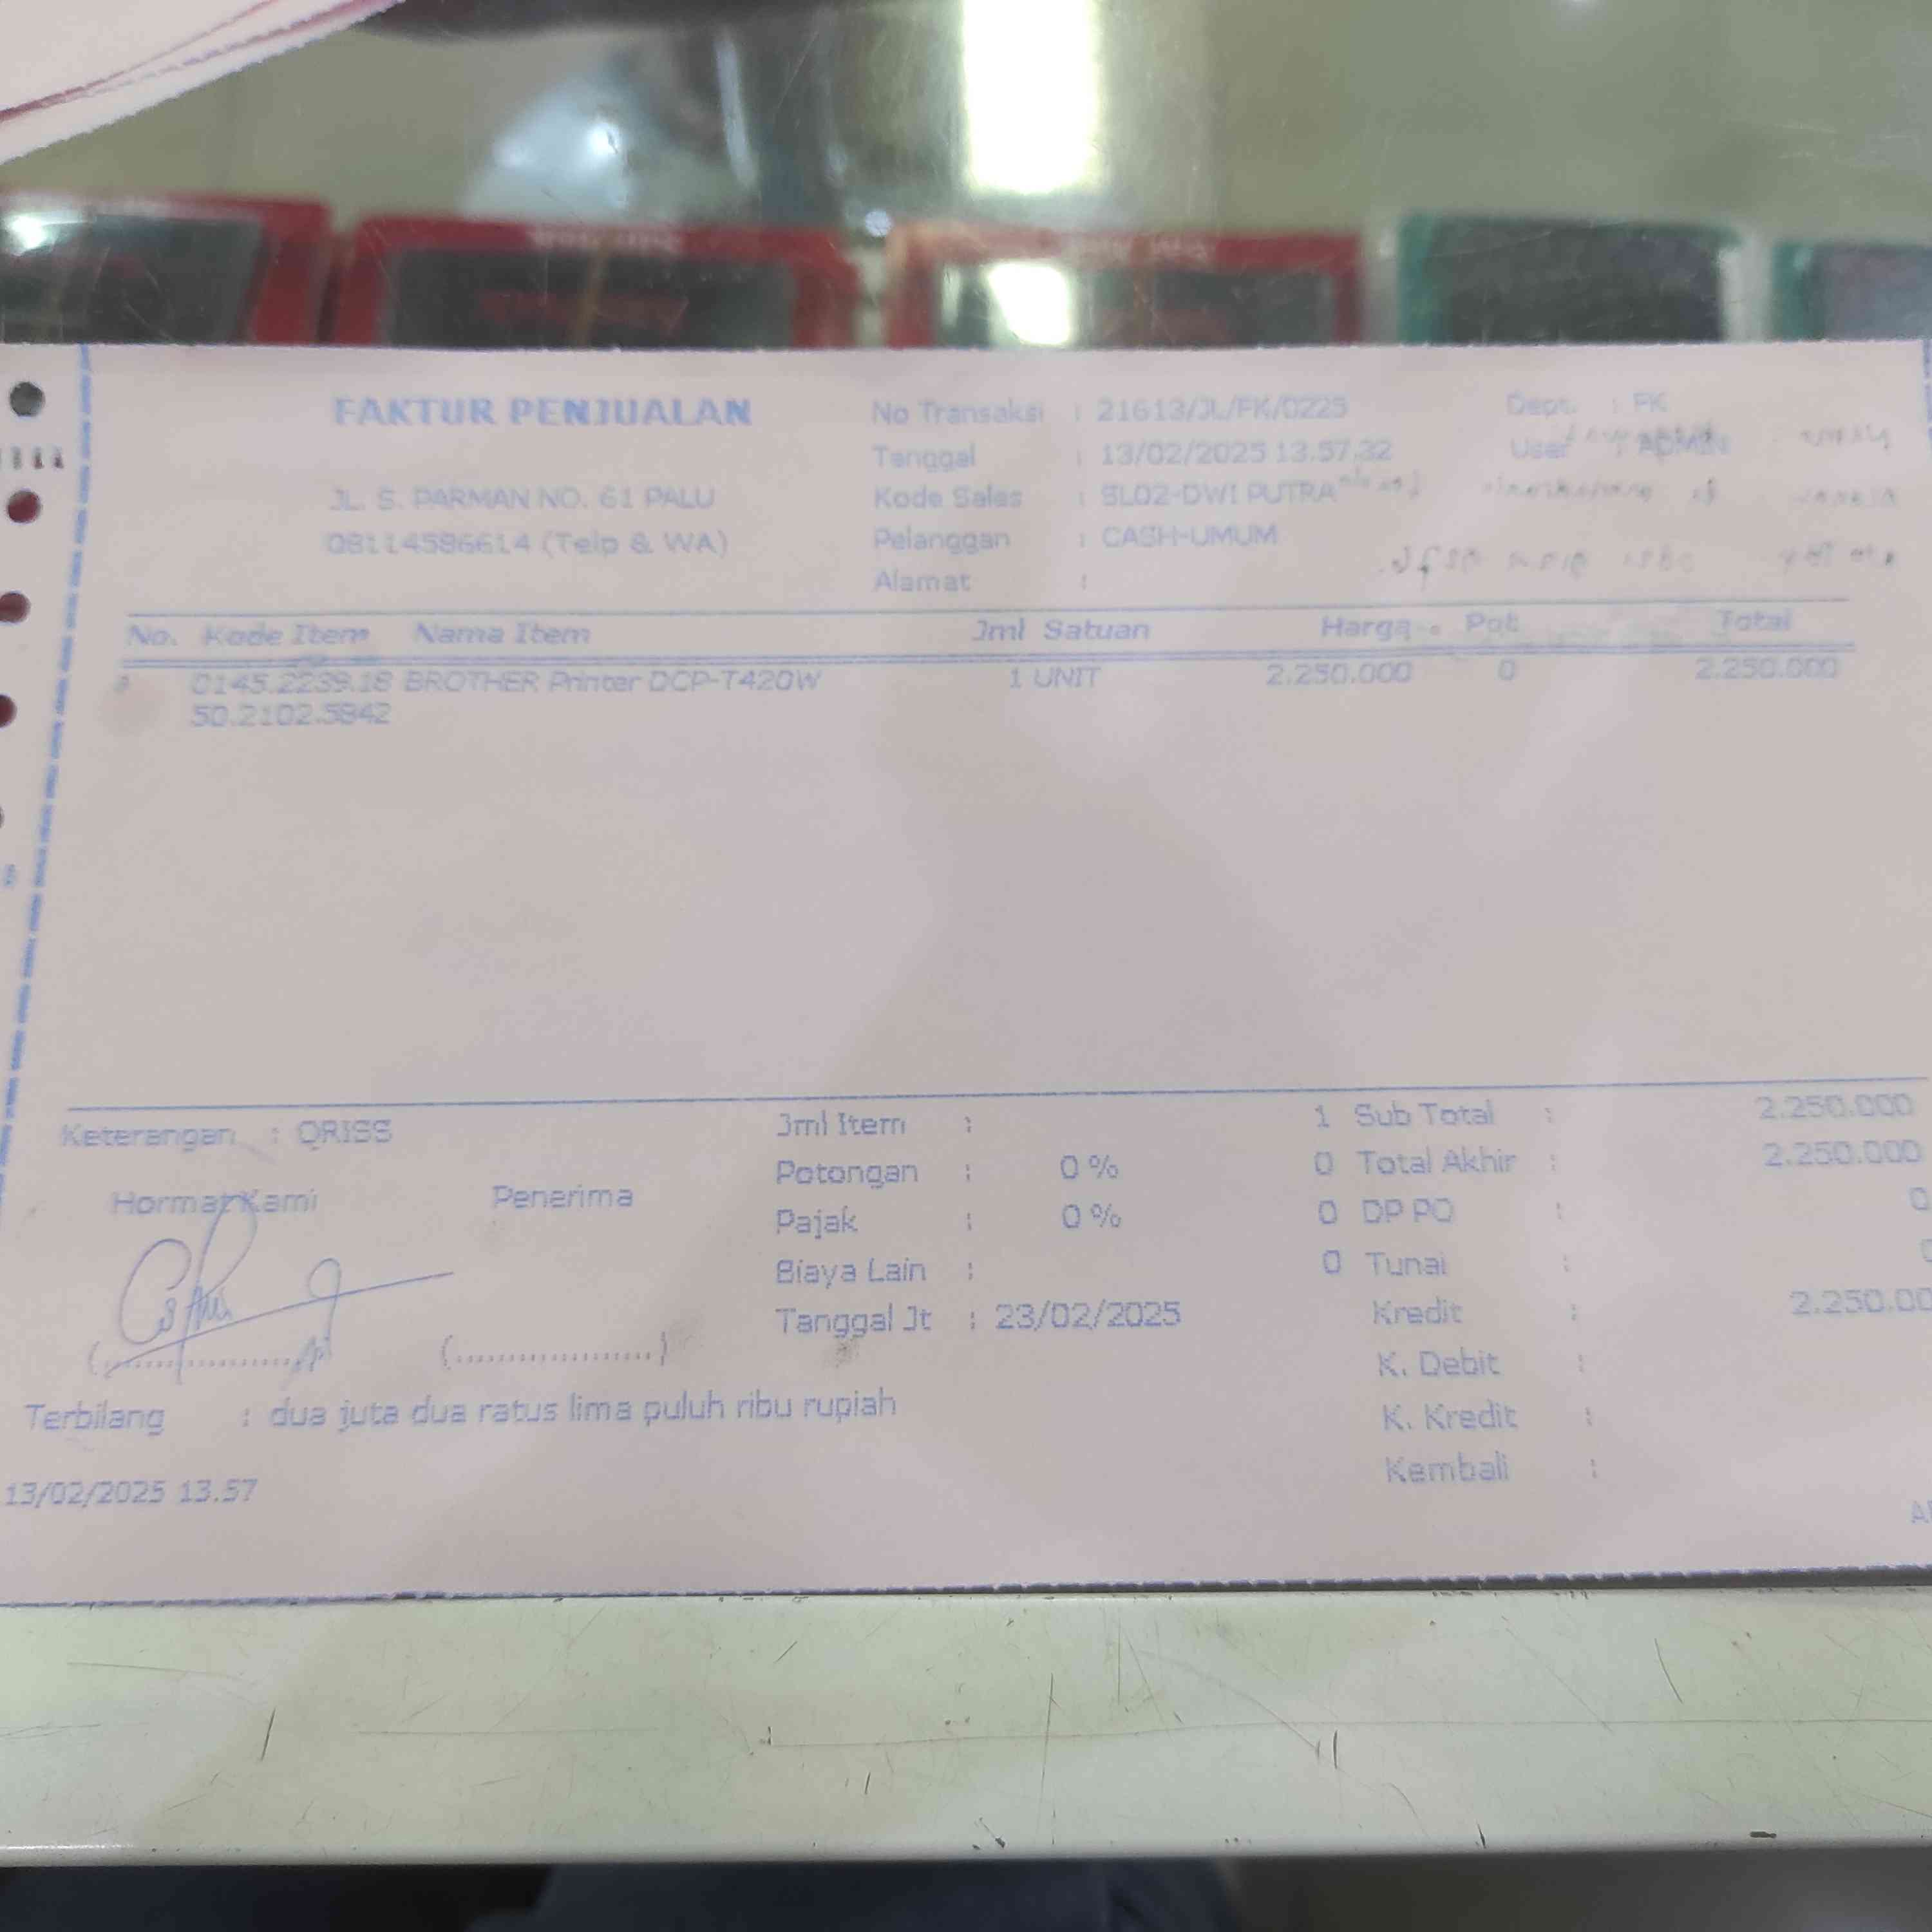 FAKTUR PENJUALAN
JL. S. PARMAN NO. 61 PALU
08114586614 (Telp & WA)
No Transaksi : 21613/JL/FK/0225
Tanggal : 13/02/2025 13.57.32
Kode Sales : SL02-DWI PUTRA
Pelanggan : CASH-UMUM
Alamat :
Dept. : FK
User : ADMIN
No. Kode Item Nama Item Jml Satuan Harga Pot Total
0145.2239.18 BROTHER Printer DCP-T420W 1 UNIT 2.250.000 0 2.250.000
50.2102.5842
Keterangan : QRISS
Hormat Kami Penerima
(....................) (....................)
Terbilang : dua juta dua ratus lima puluh ribu rupiah
13/02/2025 13.57
Jml Item : 1
Potongan : 0 % 0
Pajak : 0 % 0
Biaya Lain : 0
Tanggal Jt : 23/02/2025
Sub Total : 2.250.000
Total Akhir : 2.250.000
DP PO : 0
Tunai : 0
Kredit : 2.250.00
K. Debit :
K. Kredit :
Kembali :